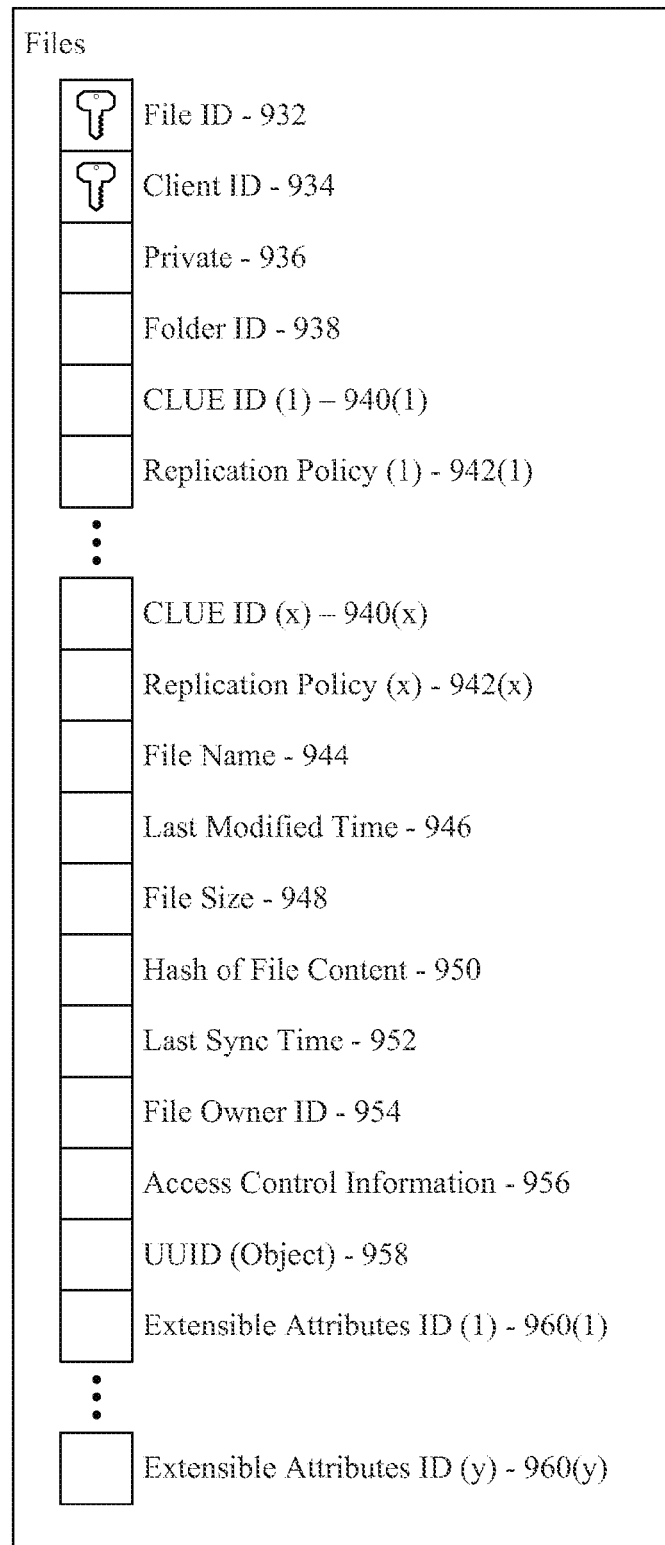 Files
File ID - 932
Client ID - 934
Private - 936
Folder ID - 938
CLUE ID (1) – 940(1)
Replication Policy (1) - 942(1)
CLUE ID (x) – 940(x)
Replication Policy (x) - 942(x)
File Name - 944
Last Modified Time - 946
File Size - 948
Hash of File Content - 950
Last Sync Time - 952
File Owner ID - 954
Access Control Information - 956
UUID (Object) - 958
Extensible Attributes ID (1) - 960(1)
Extensible Attributes ID (y) - 960(y)